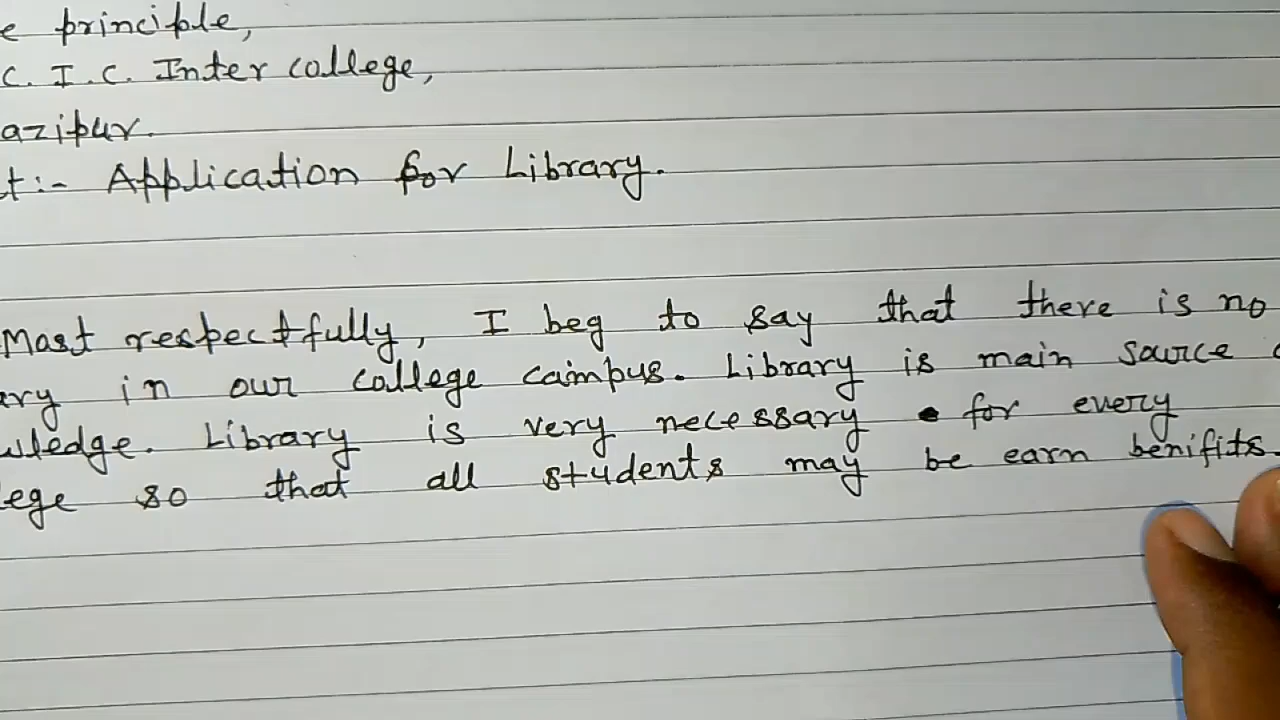 e principle,
C. I.C. Inter college,
azipur.
t:- Application for Library.
Mast respectfully, I beg to say that there is no
ary in our college campus. Library is main source o
wledge. Library is very necessary for every
lege so that all students may be earn benifits.